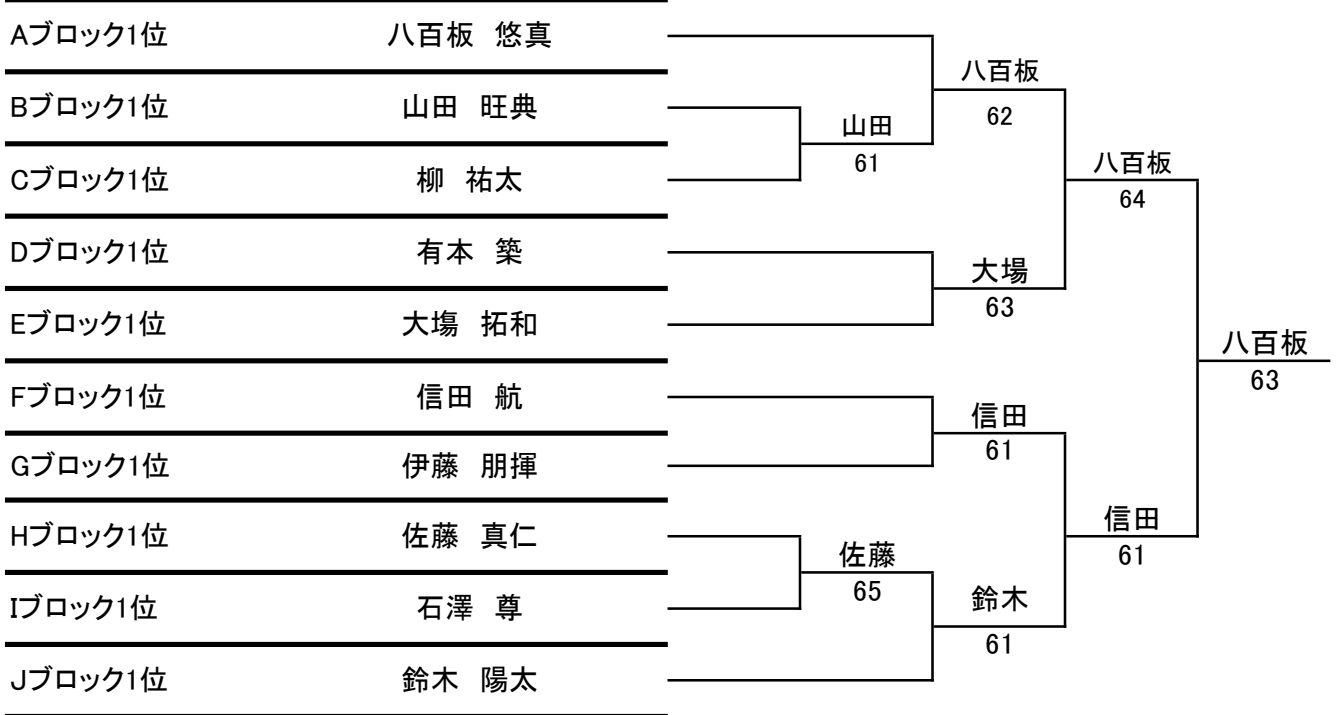 Aブロック1位 八百板 悠真
八百板
Bブロック1位 山田 旺典
62
山田
61
八百板
Cブロック1位 柳 祐太
64
Dブロック1位 有本 築
大場
63
Eブロック1位 大塲 拓和
八百板
63
Fブロック1位 信田 航
信田
61
Gブロック1位 伊藤 朋揮
信田
Hブロック1位 佐藤 真仁
佐藤
61
65
Iブロック1位 石澤 尊
鈴木
61
Jブロック1位 鈴木 陽太